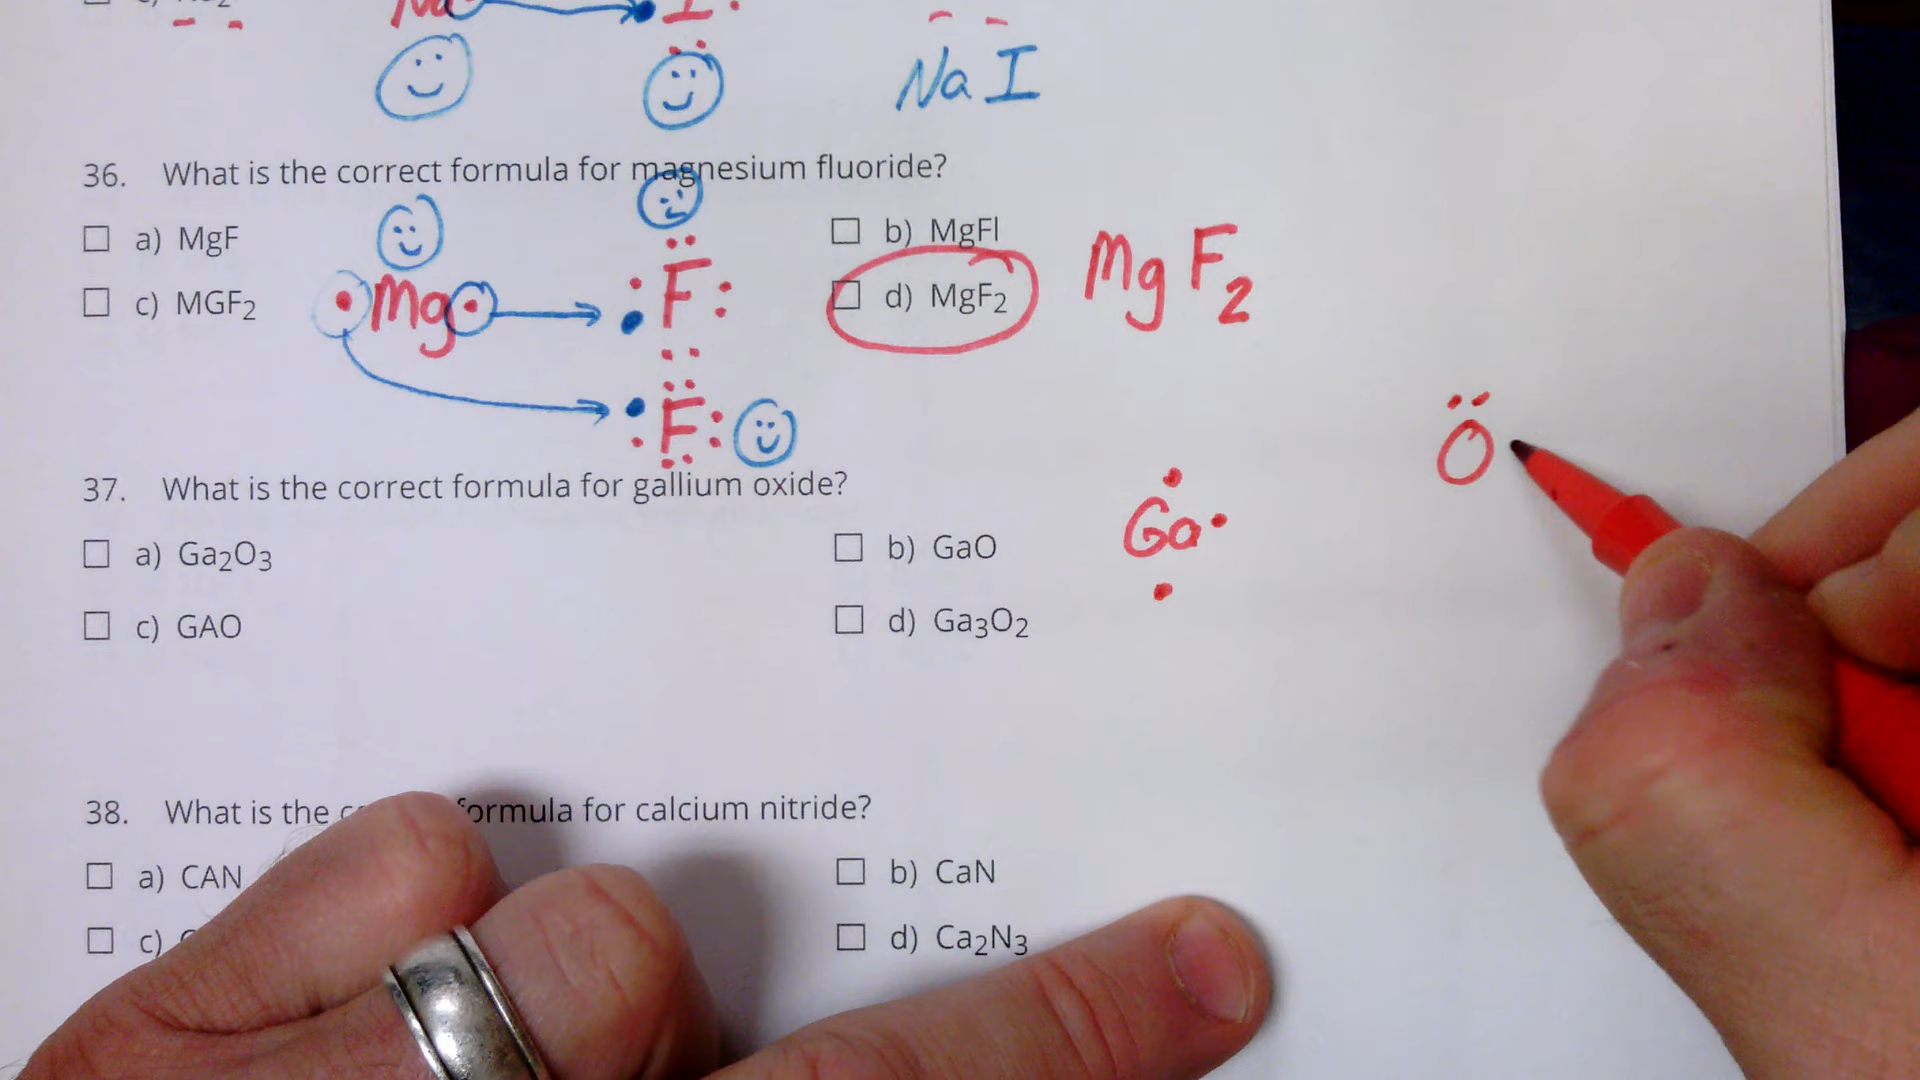 Na I
Na I
36. What is the correct formula for magnesium fluoride?
☐ a) MgF
☐ b) MgFl
☐ c) MGF2
☐ d) MgF2
Mg
F
F
Mg F2
37. What is the correct formula for gallium oxide?
☐ a) Ga2O3
☐ b) GaO
☐ c) GAO
☐ d) Ga3O2
Ga
O
38. What is the formula for calcium nitride?
☐ a) CAN
☐ b) CaN
☐ c)
☐ d) Ca2N3